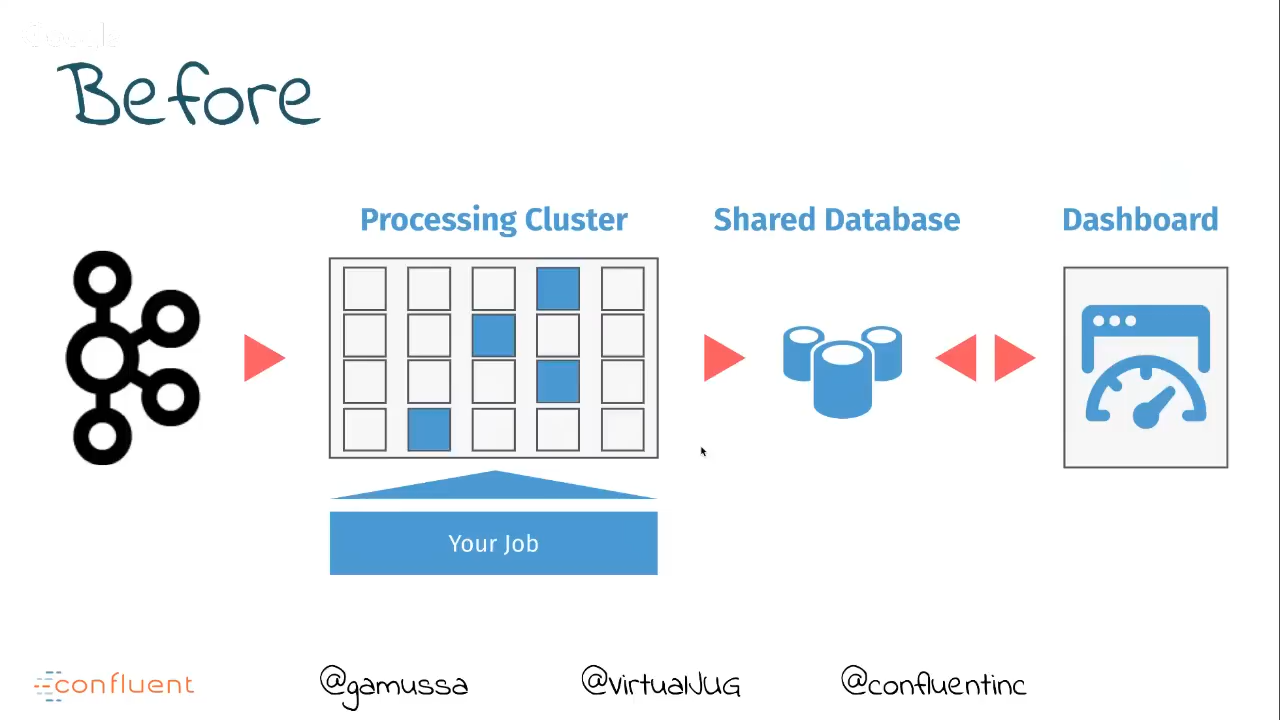 Before
Processing Cluster
Shared Database
Dashboard
Your Job
confluent
@gamussa
@virtualJUG
@confluentinc